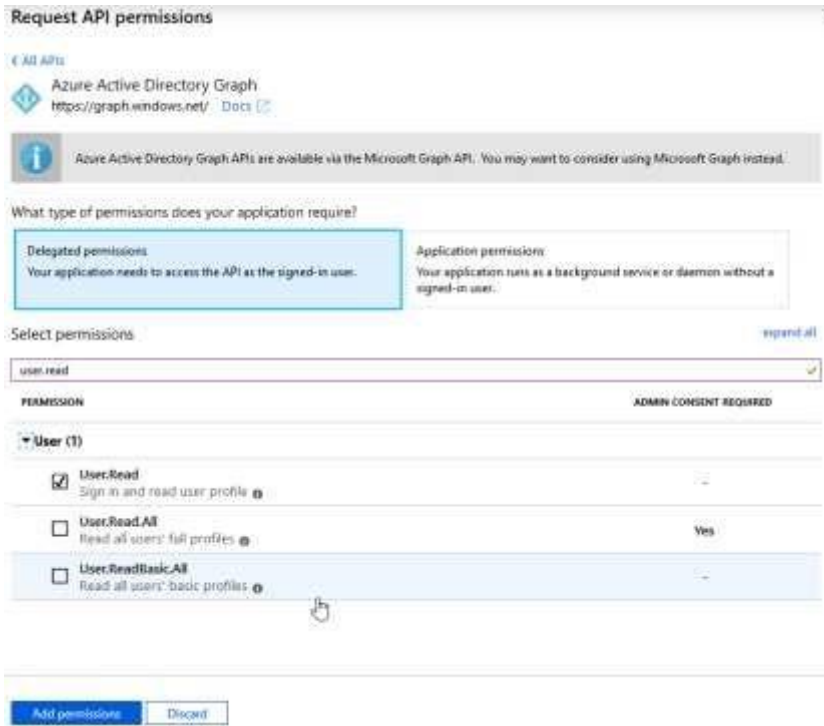 Request API permissions
All APIs
Azure Active Directory Graph
https://graph.windows.net/ Docs
Azure Active Directory Graph APIs are available via the Microsoft Graph API. You may want to consider using Microsoft Graph instead.
What type of permissions does your application require?
Delegated permissions
Your application needs to access the API as the signed-in user.
Application permissions
Your application runs as a background service or daemon without a
signed-in user.
Select permissions
expand all
user.read
PERMISSION
ADMIN CONSENT REQUIRED
User (1)
User.Read
Sign in and read user profile
-
User.Read.All
Read all users' full profiles
Yes
User.ReadBasic.All
Read all users' basic profiles
-
Add permissions
Discard